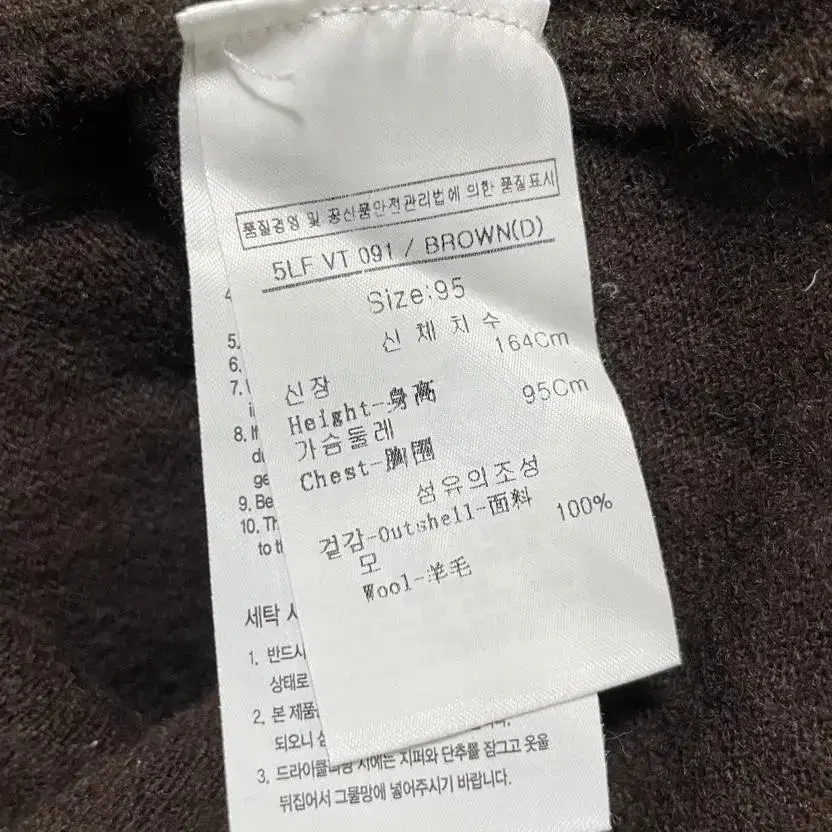 품질경영 및 공산품안전관리법에 의한 품질표시
5LF VT 091 / BROWN(D)
Size:95
신 체 치 수
164Cm
신장
Height-身高
95Cm
가슴둘레
Chest-胸围
섬유의조성
겉감-Outshell-面料
100%
모
Wool-羊毛
5.
6.
7.
8. If
9. Be
10. Th
to th
세탁
1. 반드시
상태로
2. 본 제품
되오니
3. 드라이클리닝 시에는 지퍼와 단추를 잠그고 옷을
뒤집어서 그물망에 넣어주시기 바랍니다.